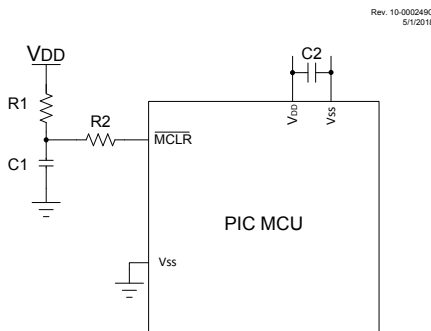 Rev. 10-000249C
5/1/2018
VDD
C2
R1
R2
VDD
Vss
MCLR
C1
PIC MCU
Vss